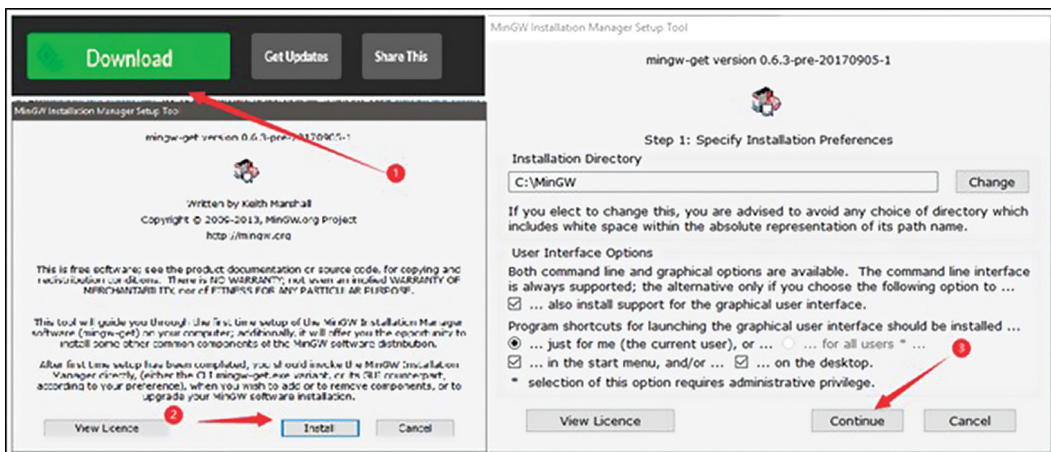 Download
Get Updates
Share This
1
MinGW Installation Manager Setup Tool
mingw-get version 0.6.3-pre-20170905-1
Written by Keith Marshall
Copyright © 2009-2013, MinGW.org Project
http://mingw.org
This is free software; see the product documentation or source code, for copying and
redistribution conditions. There is NO WARRANTY; not even an implied WARRANTY OF
MERCHANTABILITY, nor of FITNESS FOR ANY PARTICULAR PURPOSE.
This tool will guide you through the first time setup of the MinGW Installation Manager
software (mingw-get) on your computer; additionally, it will offer you the opportunity to
install some other common components of the MinGW software distribution.
After first time setup has been completed, you should invoke the MinGW Installation
Manager directly, (either the CLI mingw-get.exe variant, or its GUI counterpart,
according to your preference), when you wish to add or to remove components, or to
upgrade your MinGW software installation.
2
View Licence
Install
Cancel
MinGW Installation Manager Setup Tool
mingw-get version 0.6.3-pre-20170905-1
Step 1: Specify Installation Preferences
Installation Directory
C:\MinGW
Change
If you elect to change this, you are advised to avoid any choice of directory which
includes white space within the absolute representation of its path name.
User Interface Options
Both command line and graphical options are available. The command line interface
is always supported; the alternative only if you choose the following option to ...
... also install support for the graphical user interface.
Program shortcuts for launching the graphical user interface should be installed ...
... just for me (the current user), or ... ... for all users * ...
3
... in the start menu, and/or ... ... on the desktop.
* selection of this option requires administrative privilege.
View Licence
Continue
Cancel